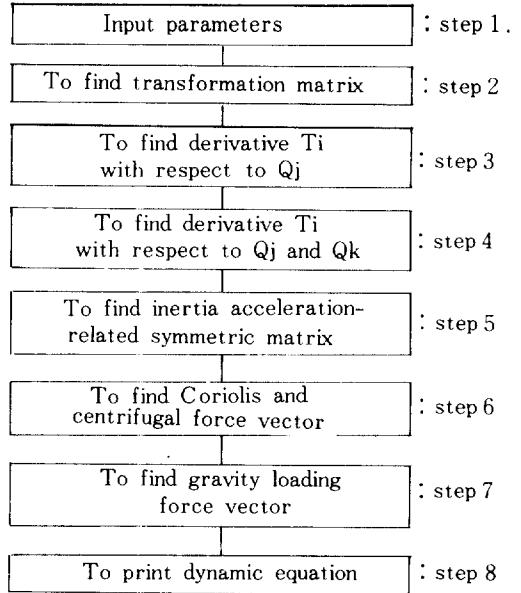 Input parameters : step 1.
To find transformation matrix : step 2
To find derivative Ti
with respect to Qj : step 3
To find derivative Ti
with respect to Qj and Qk : step 4
To find inertia acceleration-
related symmetric matrix : step 5
To find Coriolis and
centrifugal force vector : step 6
To find gravity loading
force vector : step 7
To print dynamic equation : step 8